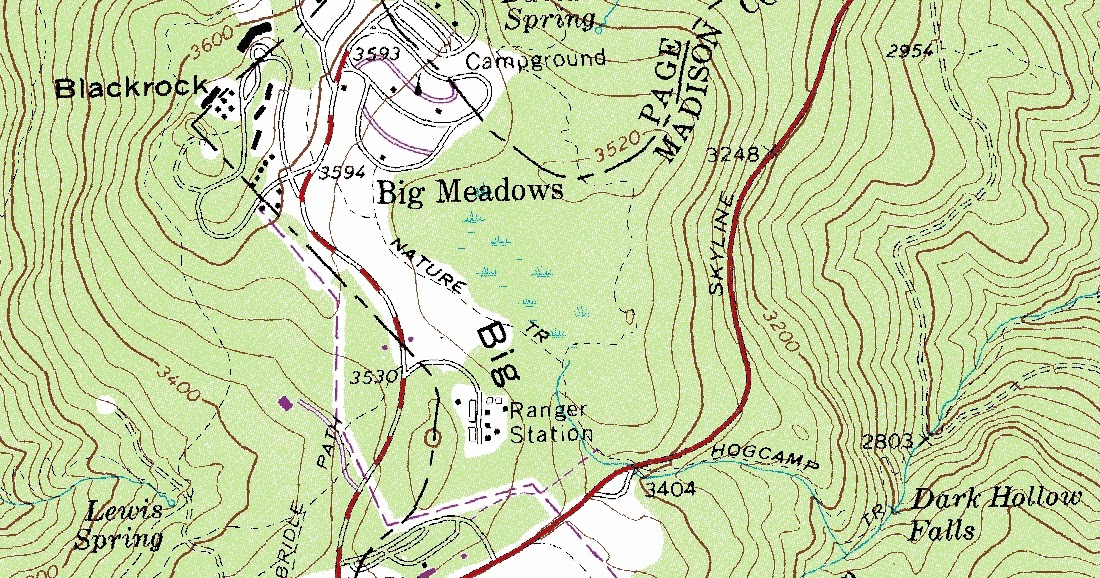 Spring
3600
3593
Campground
PAGE
MADISON
2954
Blackrock
3520
3248
3594
Big Meadows
SKYLINE
NATURE
TR
3200
Big
3530
3400
Ranger
Station
PATH
2803
HOGCAMP
3404
TR
Dark Hollow
Falls
Lewis
Spring
BRIDLE